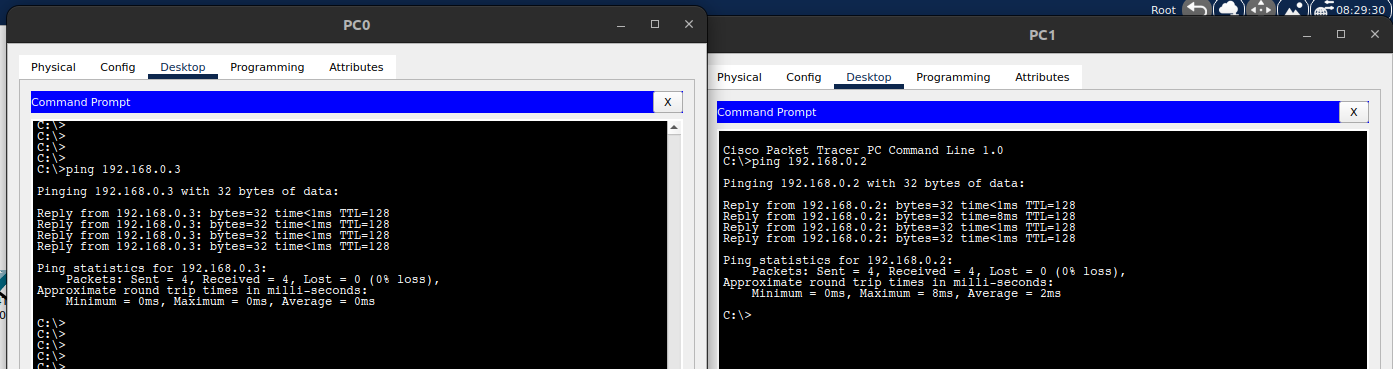 Root 08:29:30
PC0
Physical Config Desktop Programming Attributes
Command Prompt X
C:\>
C:\>
C:\>
C:\>
C:\>ping 192.168.0.3
Pinging 192.168.0.3 with 32 bytes of data:
Reply from 192.168.0.3: bytes=32 time<1ms TTL=128
Reply from 192.168.0.3: bytes=32 time<1ms TTL=128
Reply from 192.168.0.3: bytes=32 time<1ms TTL=128
Reply from 192.168.0.3: bytes=32 time<1ms TTL=128
Ping statistics for 192.168.0.3:
    Packets: Sent = 4, Received = 4, Lost = 0 (0% loss),
Approximate round trip times in milli-seconds:
    Minimum = 0ms, Maximum = 0ms, Average = 0ms
C:\>
C:\>
C:\>
C:\>
C:\>
PC1
Physical Config Desktop Programming Attributes
Command Prompt X
Cisco Packet Tracer PC Command Line 1.0
C:\>ping 192.168.0.2
Pinging 192.168.0.2 with 32 bytes of data:
Reply from 192.168.0.2: bytes=32 time<1ms TTL=128
Reply from 192.168.0.2: bytes=32 time=8ms TTL=128
Reply from 192.168.0.2: bytes=32 time<1ms TTL=128
Reply from 192.168.0.2: bytes=32 time<1ms TTL=128
Ping statistics for 192.168.0.2:
    Packets: Sent = 4, Received = 4, Lost = 0 (0% loss),
Approximate round trip times in milli-seconds:
    Minimum = 0ms, Maximum = 8ms, Average = 2ms
C:\>